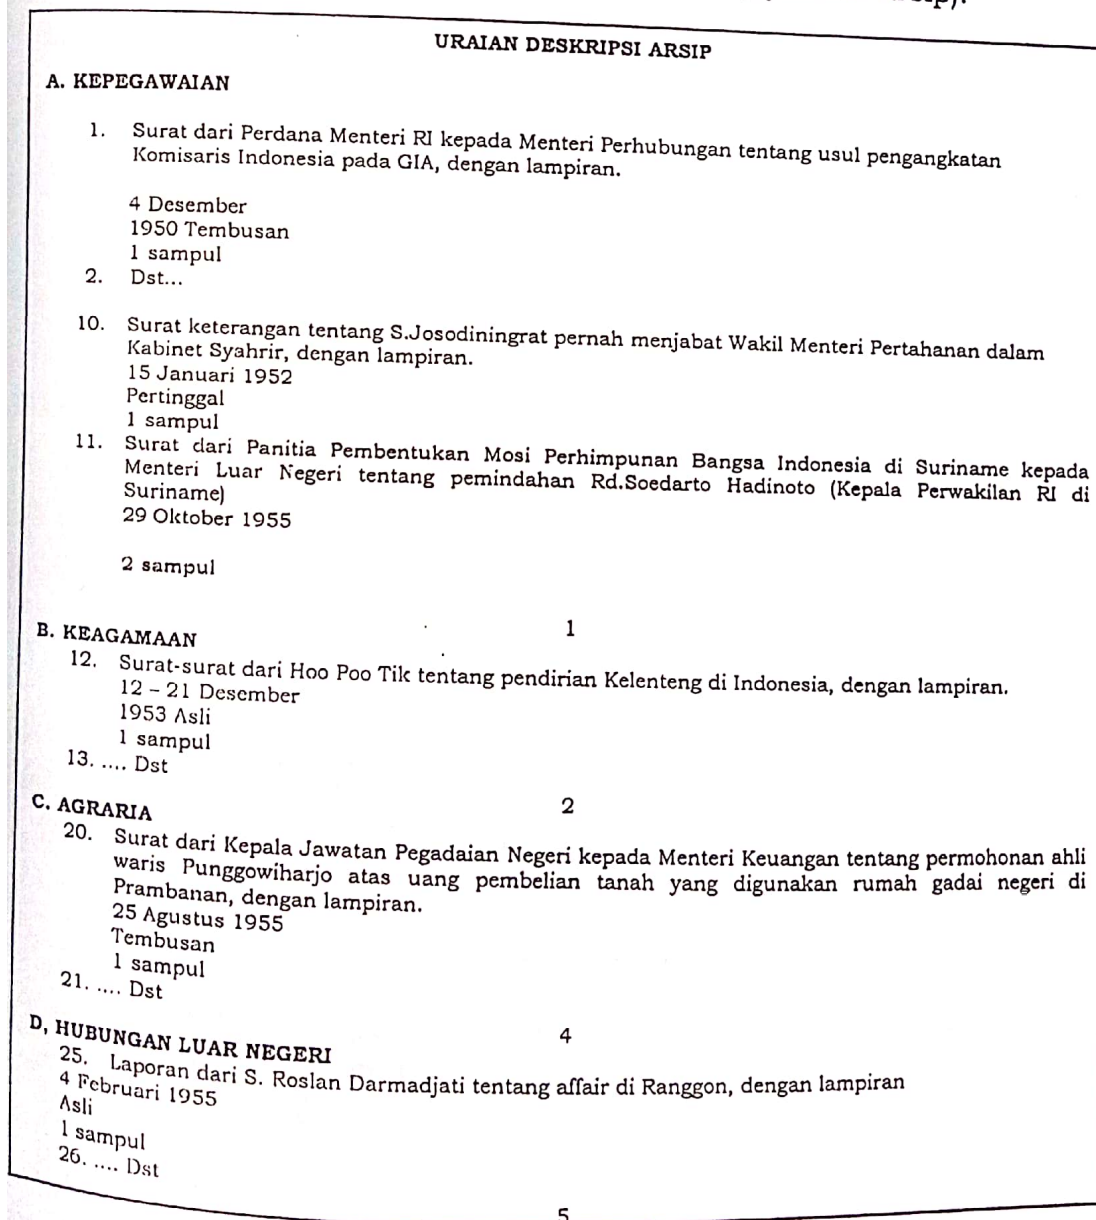 URAIAN DESKRIPSI ARSIP
A. KEPEGAWAIAN
1. Surat dari Perdana Menteri RI kepada Menteri Perhubungan tentang usul pengangkatan
Komisaris Indonesia pada GIA, dengan lampiran.
4 Desember
1950 Tembusan
1 sampul
2. Dst...
10. Surat keterangan tentang S.Josodiningrat pernah menjabat Wakil Menteri Pertahanan dalam
Kabinet Syahrir, dengan lampiran.
15 Januari 1952
Pertinggal
1 sampul
11. Surat dari Panitia Pembentukan Mosi Perhimpunan Bangsa Indonesia di Suriname kepada
Menteri Luar Negeri tentang pemindahan Rd.Soedarto Hadinoto (Kepala Perwakilan RI di
Suriname)
29 Oktober 1955
2 sampul
1
B. KEAGAMAAN
12. Surat-surat dari Hoo Poo Tik tentang pendirian Kelenteng di Indonesia, dengan lampiran.
12 - 21 Desember
1953 Asli
1 sampul
13. .... Dst
2
C. AGRARIA
20. Surat dari Kepala Jawatan Pegadaian Negeri kepada Menteri Keuangan tentang permohonan ahli
waris Punggowiharjo atas uang pembelian tanah yang digunakan rumah gadai negeri di
Prambanan, dengan lampiran.
25 Agustus 1955
Tembusan
1 sampul
21. .... Dst
4
D, HUBUNGAN LUAR NEGERI
25. Laporan dari S. Roslan Darmadjati tentang affair di Ranggon, dengan lampiran
4 Februari 1955
Asli
1 sampul
26. .... Dst
5